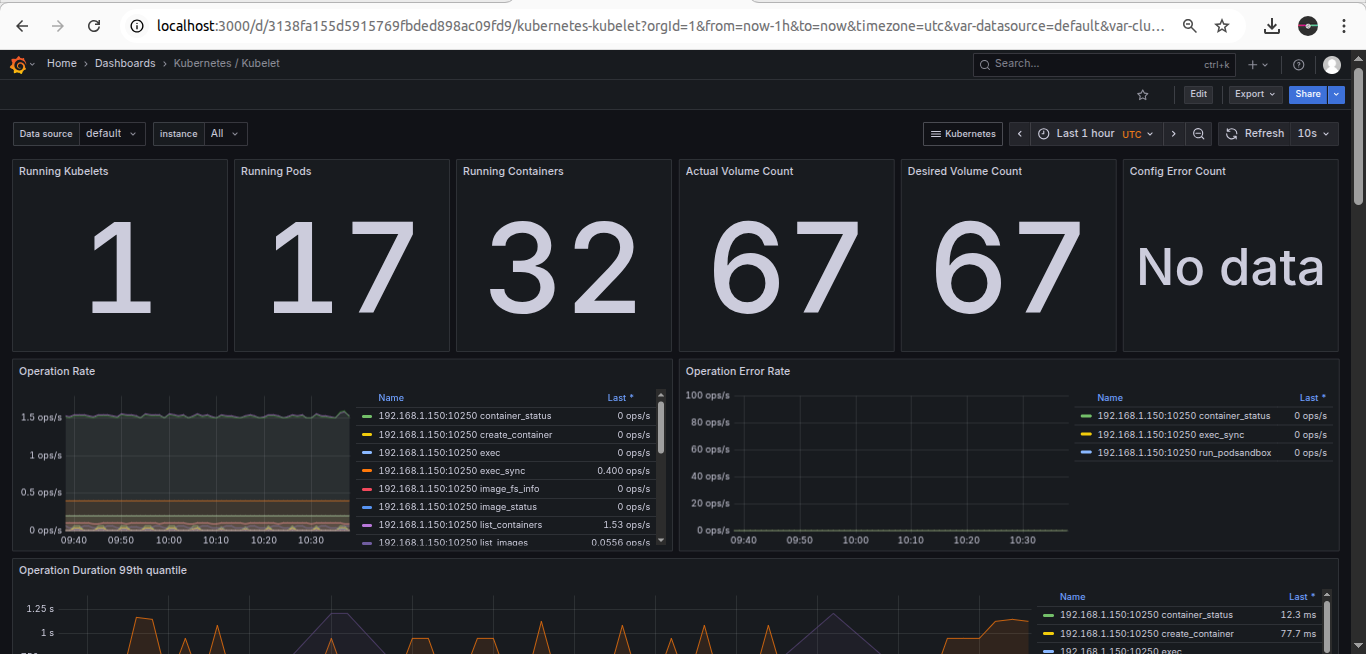 localhost:3000/d/3138fa155d5915769fbded898ac09fd9/kubernetes-kubelet?orgId=1&from=now-1h&to=now&timezone=utc&var-datasource=default&var-clu...
Home › Dashboards › Kubernetes / Kubelet
Search... ctrl+k
Edit Export Share
Data source default instance All
Kubernetes Last 1 hour UTC Refresh 10s
Running Kubelets
1
Running Pods
17
Running Containers
32
Actual Volume Count
67
Desired Volume Count
67
Config Error Count
No data
Operation Rate
1.5 ops/s
1 ops/s
0.5 ops/s
0 ops/s
09:40 09:50 10:00 10:10 10:20 10:30
Name Last *
192.168.1.150:10250 container_status 0 ops/s
192.168.1.150:10250 create_container 0 ops/s
192.168.1.150:10250 exec 0 ops/s
192.168.1.150:10250 exec_sync 0.400 ops/s
192.168.1.150:10250 image_fs_info 0 ops/s
192.168.1.150:10250 image_status 0 ops/s
192.168.1.150:10250 list_containers 1.53 ops/s
192.168.1.150:10250 list_images 0.0556 ops/s
Operation Error Rate
100 ops/s
80 ops/s
60 ops/s
40 ops/s
20 ops/s
0 ops/s
09:40 09:50 10:00 10:10 10:20 10:30
Name Last *
192.168.1.150:10250 container_status 0 ops/s
192.168.1.150:10250 exec_sync 0 ops/s
192.168.1.150:10250 run_podsandbox 0 ops/s
Operation Duration 99th quantile
1.25 s
1 s
Name Last *
192.168.1.150:10250 container_status 12.3 ms
192.168.1.150:10250 create_container 77.7 ms
192.168.1.150:10250 exec